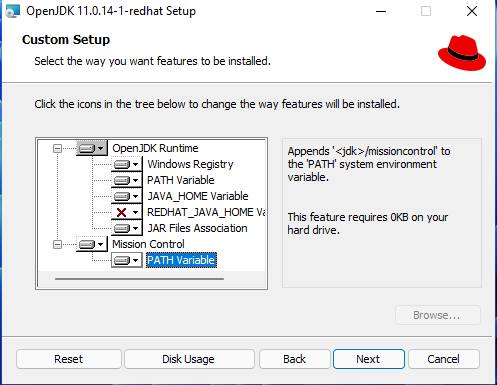 OpenJDK 11.0.14-1-redhat Setup
Custom Setup
Select the way you want features to be installed.
Click the icons in the tree below to change the way features will be installed.
OpenJDK Runtime
Windows Registry
PATH Variable
JAVA_HOME Variable
REDHAT_JAVA_HOME Va
JAR Files Association
Mission Control
PATH Variable
Appends '<jdk>/missioncontrol' to
the 'PATH' system environment
variable.
This feature requires 0KB on your
hard drive.
Browse...
Reset
Disk Usage
Back
Next
Cancel